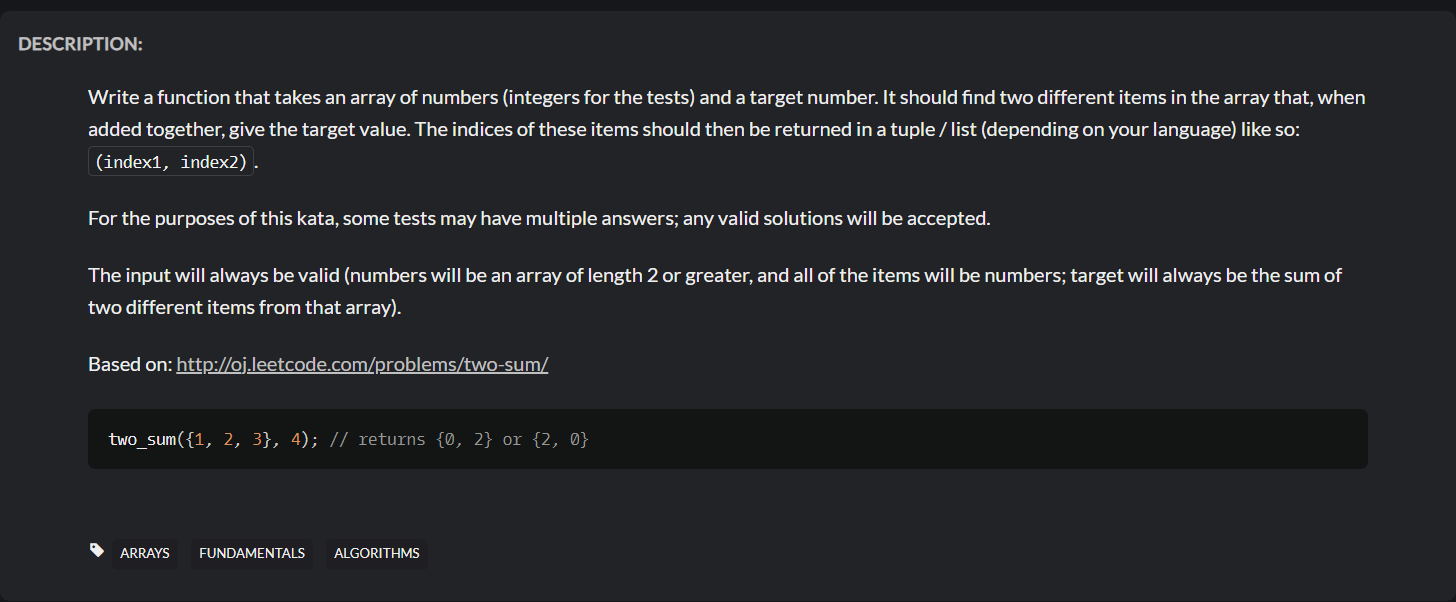 DESCRIPTION:
Write a function that takes an array of numbers (integers for the tests) and a target number. It should find two different items in the array that, when
added together, give the target value. The indices of these items should then be returned in a tuple / list (depending on your language) like so:
(index1, index2).
For the purposes of this kata, some tests may have multiple answers; any valid solutions will be accepted.
The input will always be valid (numbers will be an array of length 2 or greater, and all of the items will be numbers; target will always be the sum of
two different items from that array).
Based on: http://oj.leetcode.com/problems/two-sum/
two_sum({1, 2, 3}, 4); // returns {0, 2} or {2, 0}
ARRAYS FUNDAMENTALS ALGORITHMS